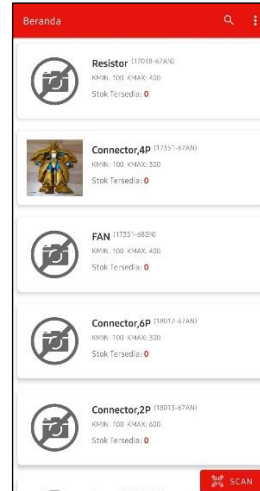 Beranda
Resistor (17018-67AN)
KMIN: 100 KMAX: 400
Stok Tersedia: 0
Connector,4P (17351-67AN)
KMIN: 100 KMAX: 300
Stok Tersedia: 0
FAN (17351-68BN)
KMIN: 100 KMAX: 400
Stok Tersedia: 0
Connector,6P (18012-67AN)
KMIN: 100 KMAX: 300
Stok Tersedia: 0
Connector,2P (18013-67AN)
KMIN: 100 KMAX: 600
Stok Tersedia: 0
SCAN